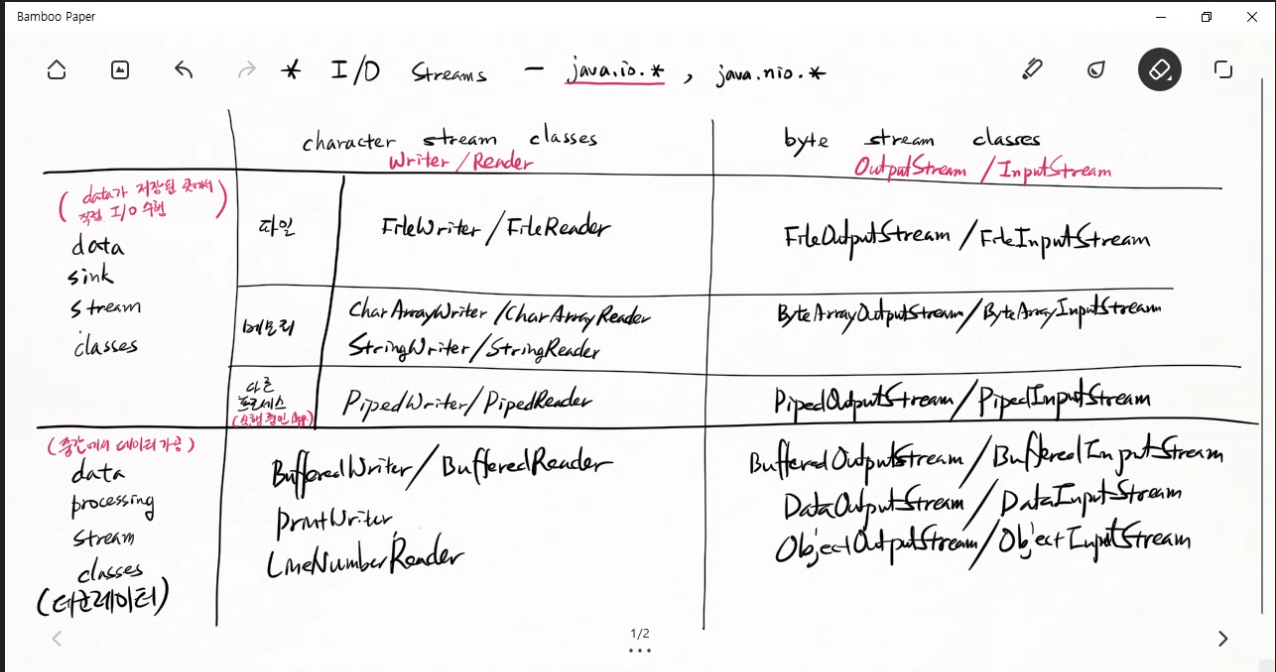 Bamboo Paper
* I/O Streams - java.io.*, java.nio.*
character stream classes
Writer/Reader
byte stream classes
OutputStream/InputStream
(data가 저장된 곳에서
직접 I/O 수행)
data
sink
stream
classes
파일
FileWriter/FileReader
FileOutputStream/FileInputStream
메모리
CharArrayWriter/CharArrayReader
StringWriter/StringReader
ByteArrayOutputStream/ByteArrayInputStream
다른
프로세스
(실행중인 App)
PipedWriter/PipedReader
PipedOutputStream/PipedInputStream
(중간에서 데이터 가공)
data
processing
stream
classes
(데코레이터)
BufferedWriter/BufferedReader
PrintWriter
LineNumberReader
BufferedOutputStream/BufferedInputStream
DataOutputStream/DataInputStream
ObjectOutputStream/ObjectInputStream
1/2